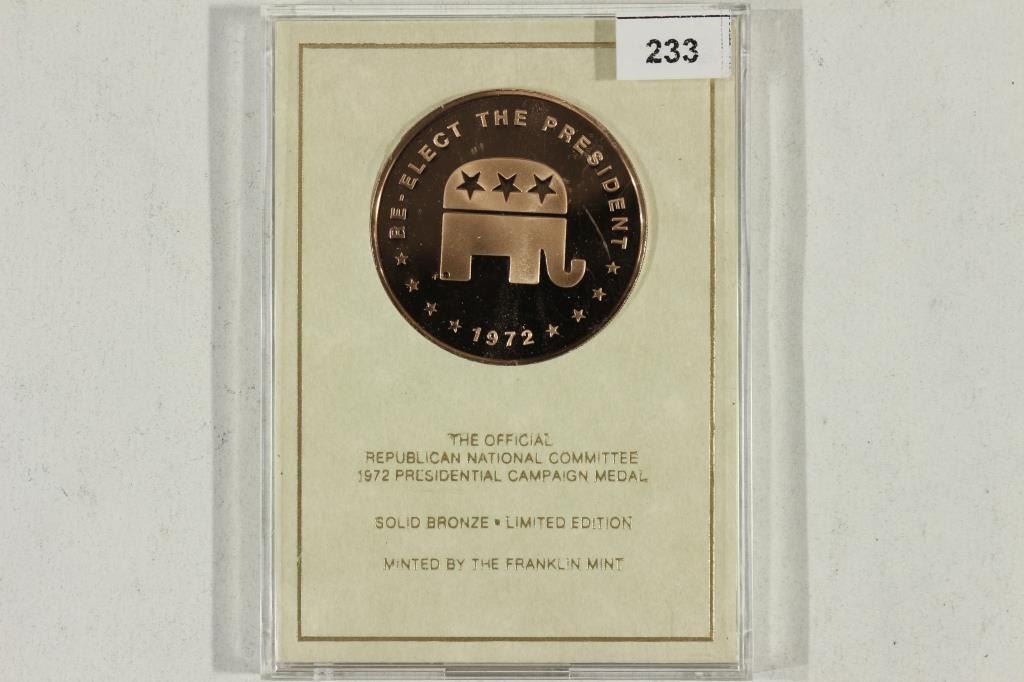 233
RE-ELECT THE PRESIDENT
1972
THE OFFICIAL
REPUBLICAN NATIONAL COMMITTEE
1972 PRESIDENTIAL CAMPAIGN MEDAL
SOLID BRONZE • LIMITED EDITION
MINTED BY THE FRANKLIN MINT